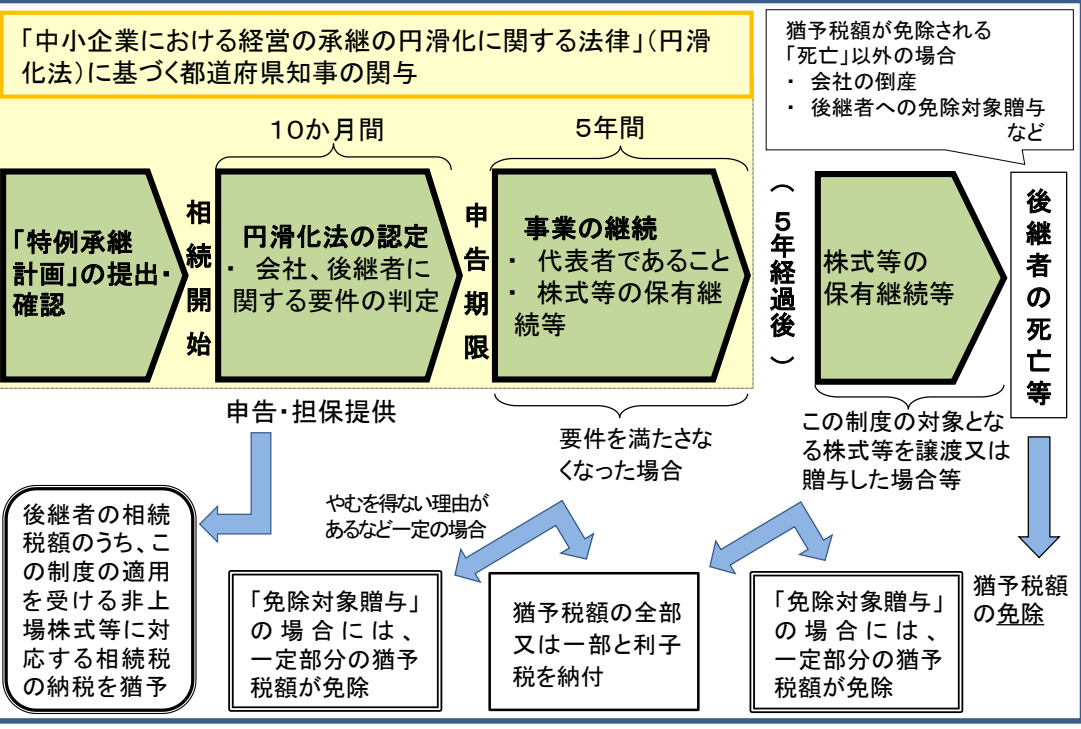 「中小企業における経営の承継の円滑化に関する法律」(円滑
化法)に基づく都道府県知事の関与
猶予税額が免除される
「死亡」以外の場合
・ 会社の倒産
・ 後継者への免除対象贈与
など
10か月間
5年間
「特例承継
計画」の提出・
確認
相続開始
円滑化法の認定
・ 会社、後継者に
関する要件の判定
申告期限
事業の継続
・ 代表者であること
・ 株式等の保有継
続等
(5年経過後)
株式等の
保有継続等
後継者の死亡等
申告・担保提供
要件を満たさな
くなった場合
この制度の対象とな
る株式等を譲渡又は
贈与した場合等
やむを得ない理由が
あるなど一定の場合
後継者の相続
税額のうち、こ
の制度の適用
を受ける非上
場株式等に対
応する相続税
の納税を猶予
「免除対象贈与」
の場合には、
一定部分の猶予
税額が免除
猶予税額の全部
又は一部と利子
税を納付
「免除対象贈与」
の場合には、
一定部分の猶予
税額が免除
猶予税額
の免除